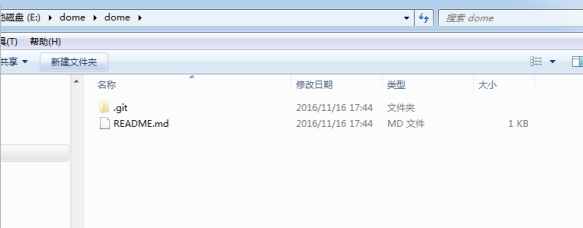 磁盘 (E:) ▸ dome ▸ dome ▸ 搜索 dome
(T) 帮助(H)
共享 ▾ 新建文件夹
名称 修改日期 类型 大小
.git 2016/11/16 17:44 文件夹
README.md 2016/11/16 17:44 MD 文件 1 KB